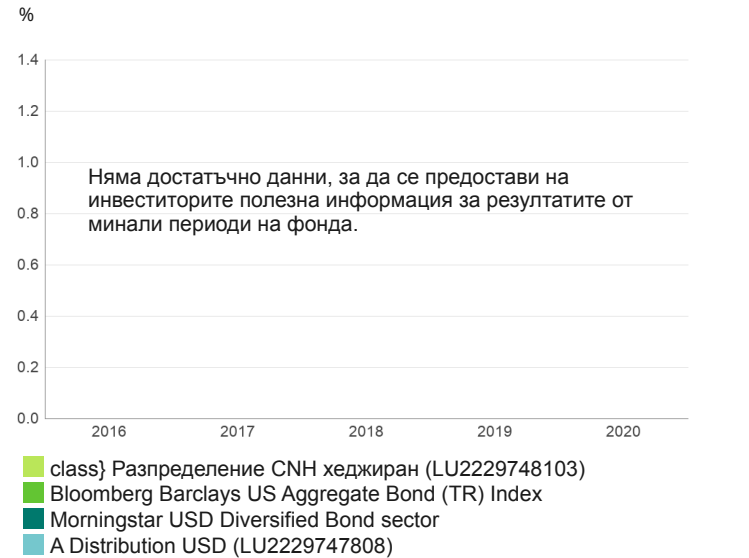 %
1.4
1.2
1.0
Няма достатъчно данни, за да се предостави на
инвеститорите полезна информация за резултатите от
0.8
минали периоди на фонда.
0.6
0.4
0.2
0.0
2016 2017 2018 2019 2020
class} Разпределение CNH хеджиран (LU2229748103)
Bloomberg Barclays US Aggregate Bond (TR) Index
Morningstar USD Diversified Bond sector
A Distribution USD (LU2229747808)